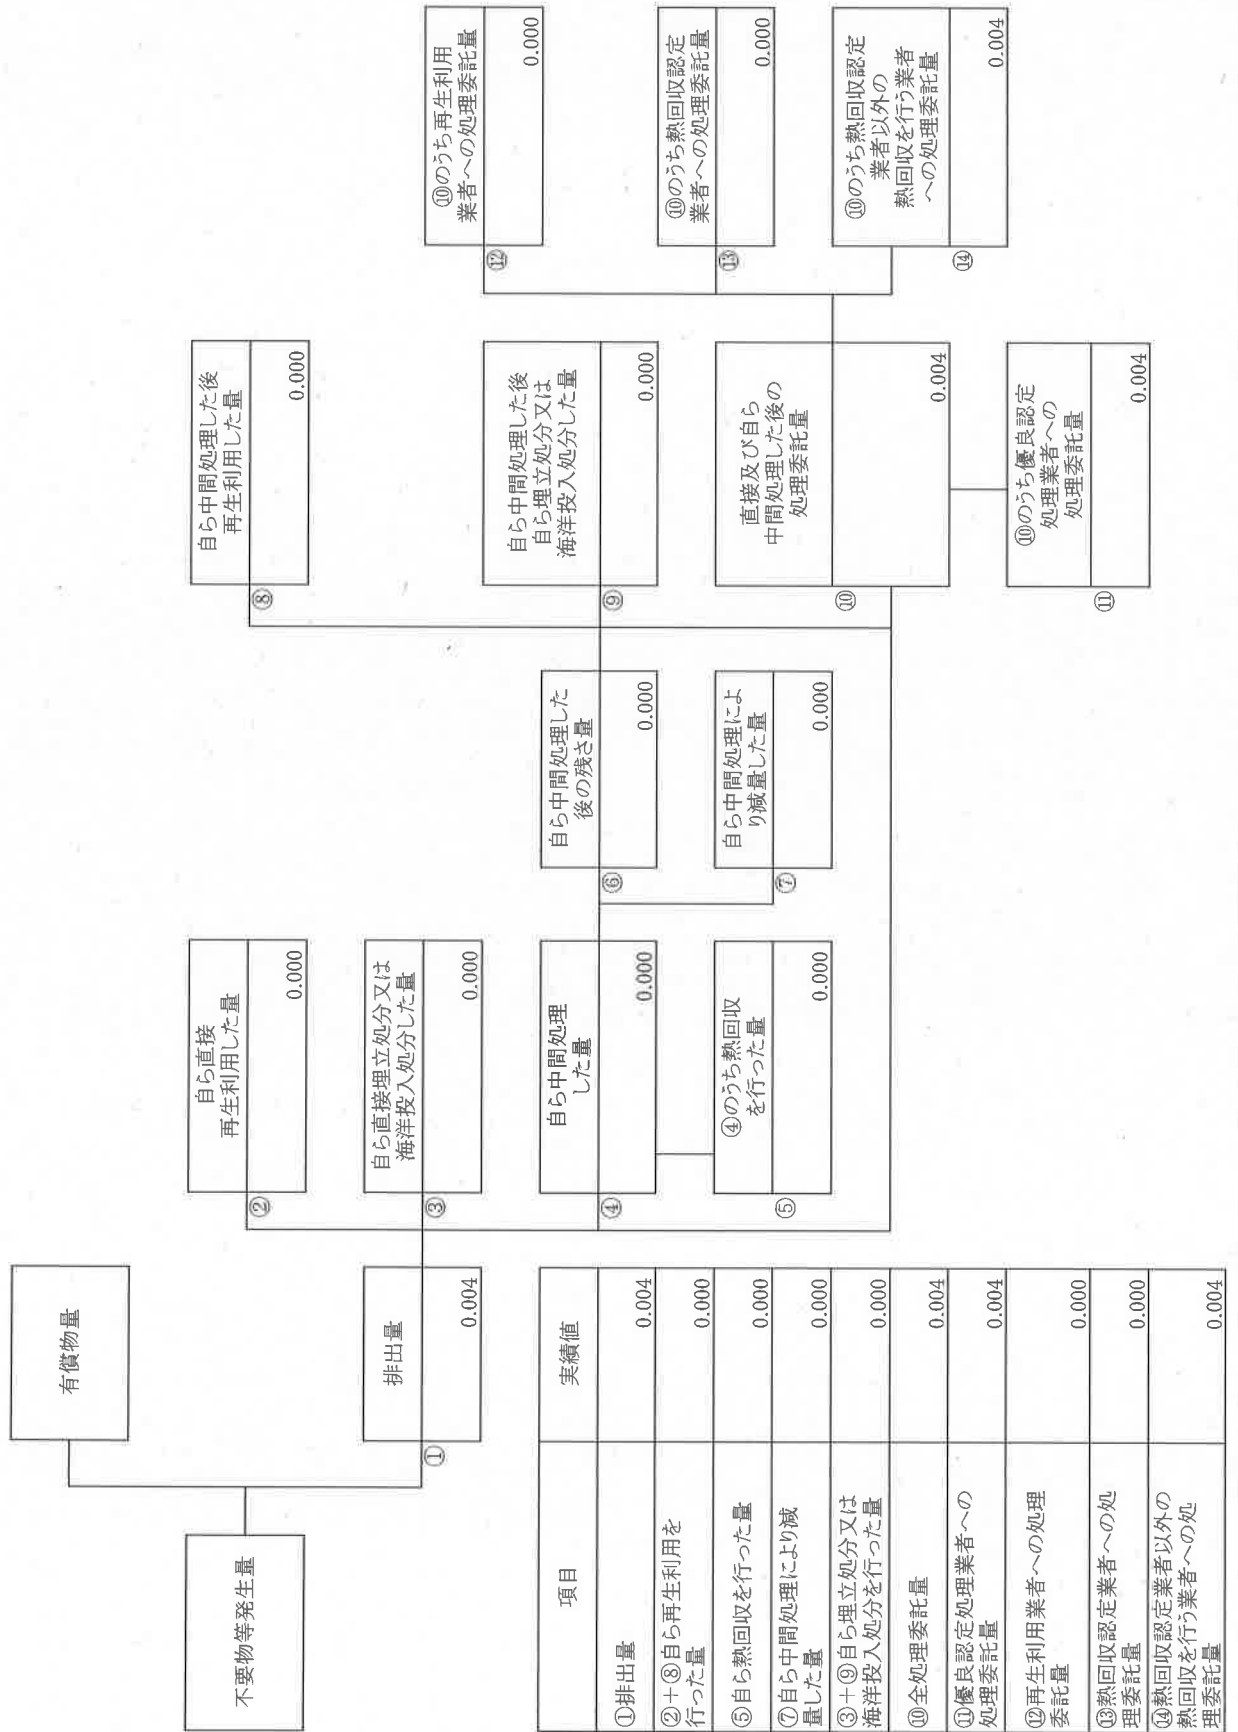 有償物量
不要物等発生量
排出量
①
0.004
自ら直接
再生利用した量
②
0.000
自ら直接埋立処分又は
海洋投入処分した量
③
0.000
自ら中間処理
した量
④
0.000
④のうち熱回収
を行った量
⑤
0.000
自ら中間処理した
後の残さ量
⑥
0.000
自ら中間処理によ
り減量した量
⑦
0.000
自ら中間処理した後
再生利用した量
⑧
0.000
自ら中間処理した後
自ら埋立処分又は
海洋投入処分した量
⑨
0.000
直接及び自ら
中間処理した後の
処理委託量
⑩
0.004
⑩のうち優良認定
処理業者への
処理委託量
⑪
0.004
⑩のうち再生利用
業者への処理委託量
⑫
0.000
⑩のうち熱回収認定
業者への処理委託量
⑬
0.000
⑩のうち熱回収認定
業者以外の
熱回収を行う業者
への処理委託量
⑭
0.004
項目 実績値
①排出量 0.004
②+⑧自ら再生利用を
行った量 0.000
⑤自ら熱回収を行った量 0.000
⑦自ら中間処理により減
量した量 0.000
③+⑨自ら埋立処分又は
海洋投入処分を行った量 0.000
⑩全処理委託量 0.004
⑪優良認定処理業者への
処理委託量 0.004
⑫再生利用業者への処理
委託量 0.000
⑬熱回収認定業者への処
理委託量 0.000
⑭熱回収認定業者以外の
熱回収を行う業者への処
理委託量 0.004